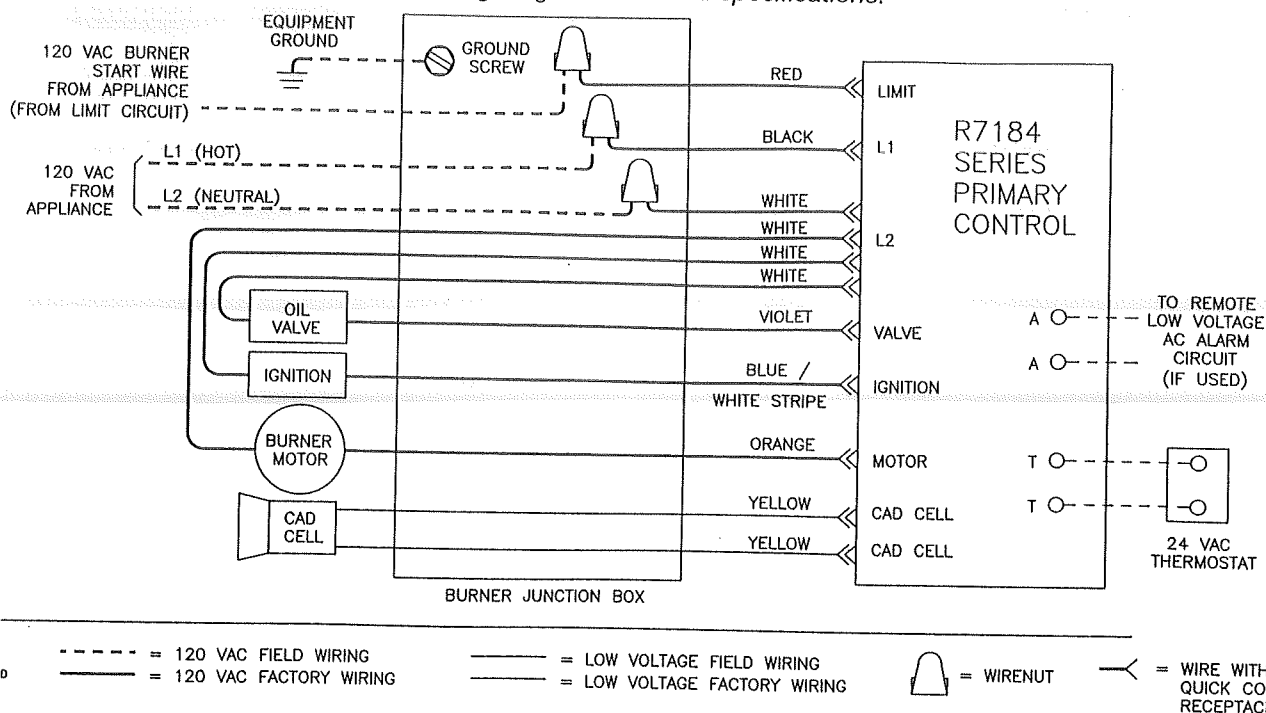 specifications.
EQUIPMENT
GROUND
120 VAC BURNER
START WIRE
FROM APPLIANCE
(FROM LIMIT CIRCUIT)
GROUND
SCREW
RED
LIMIT
R7184
SERIES
PRIMARY
CONTROL
L1 (HOT)
BLACK
L1
120 VAC
FROM
APPLIANCE
L2 (NEUTRAL)
WHITE
WHITE
L2
WHITE
WHITE
OIL
VALVE
VIOLET
VALVE
A
TO REMOTE
LOW VOLTAGE
AC ALARM
CIRCUIT
(IF USED)
A
IGNITION
BLUE /
WHITE STRIPE
IGNITION
BURNER
MOTOR
ORANGE
MOTOR
T
T
CAD
CELL
YELLOW
CAD CELL
YELLOW
CAD CELL
24 VAC
THERMOSTAT
BURNER JUNCTION BOX
= 120 VAC FIELD WIRING
= 120 VAC FACTORY WIRING
= LOW VOLTAGE FIELD WIRING
= LOW VOLTAGE FACTORY WIRING
= WIRENUT
= WIRE WITH
QUICK CO
RECEPTAC
D